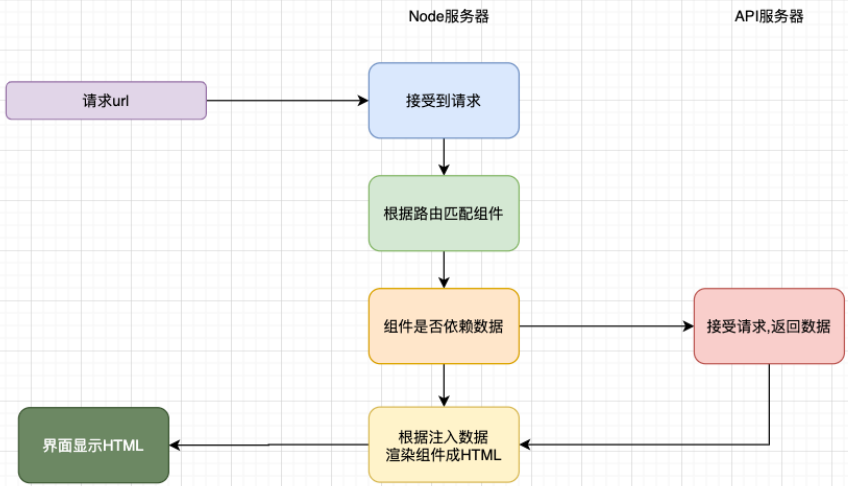 Node服务器
API服务器
请求url
接受到请求
根据路由匹配组件
组件是否依赖数据
接受请求,返回数据
根据注入数据
渲染组件成HTML
界面显示HTML